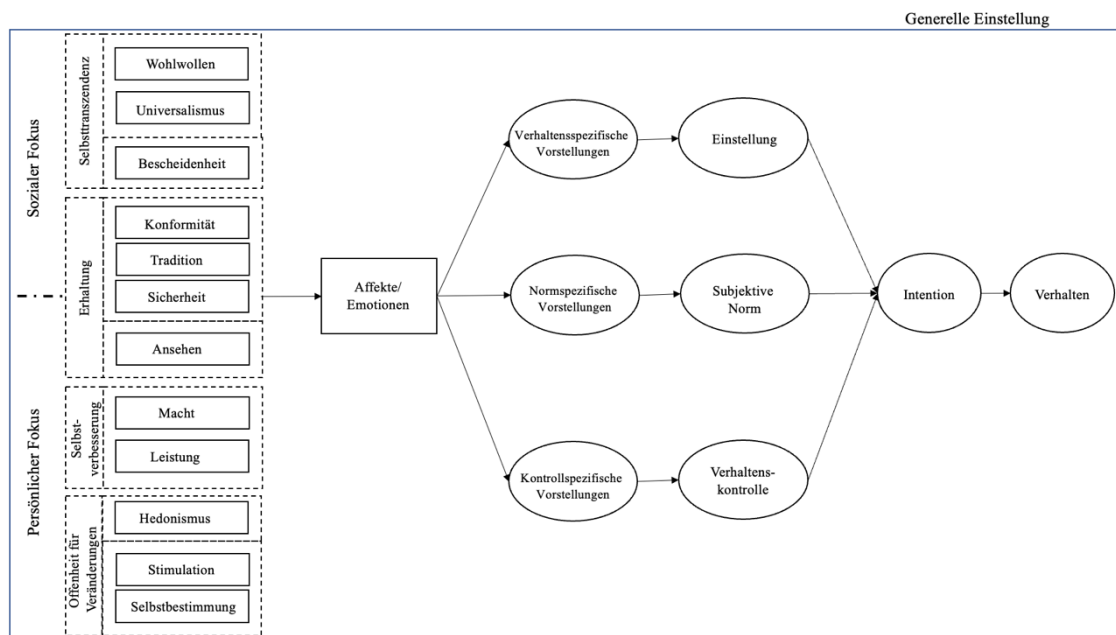 Generelle Einstellung
Sozialer Fokus
Persönlicher Fokus
Selbsttranszendenz
Wohlwollen
Universalismus
Bescheidenheit
Erhaltung
Konformität
Tradition
Sicherheit
Ansehen
Selbst-
verbesserung
Macht
Leistung
Offenheit für
Veränderungen
Hedonismus
Stimulation
Selbstbestimmung
Affekte/
Emotionen
Verhaltensspezifische
Vorstellungen
Einstellung
Normspezifische
Vorstellungen
Subjektive
Norm
Kontrollspezifische
Vorstellungen
Verhaltens-
kontrolle
Intention
Verhalten